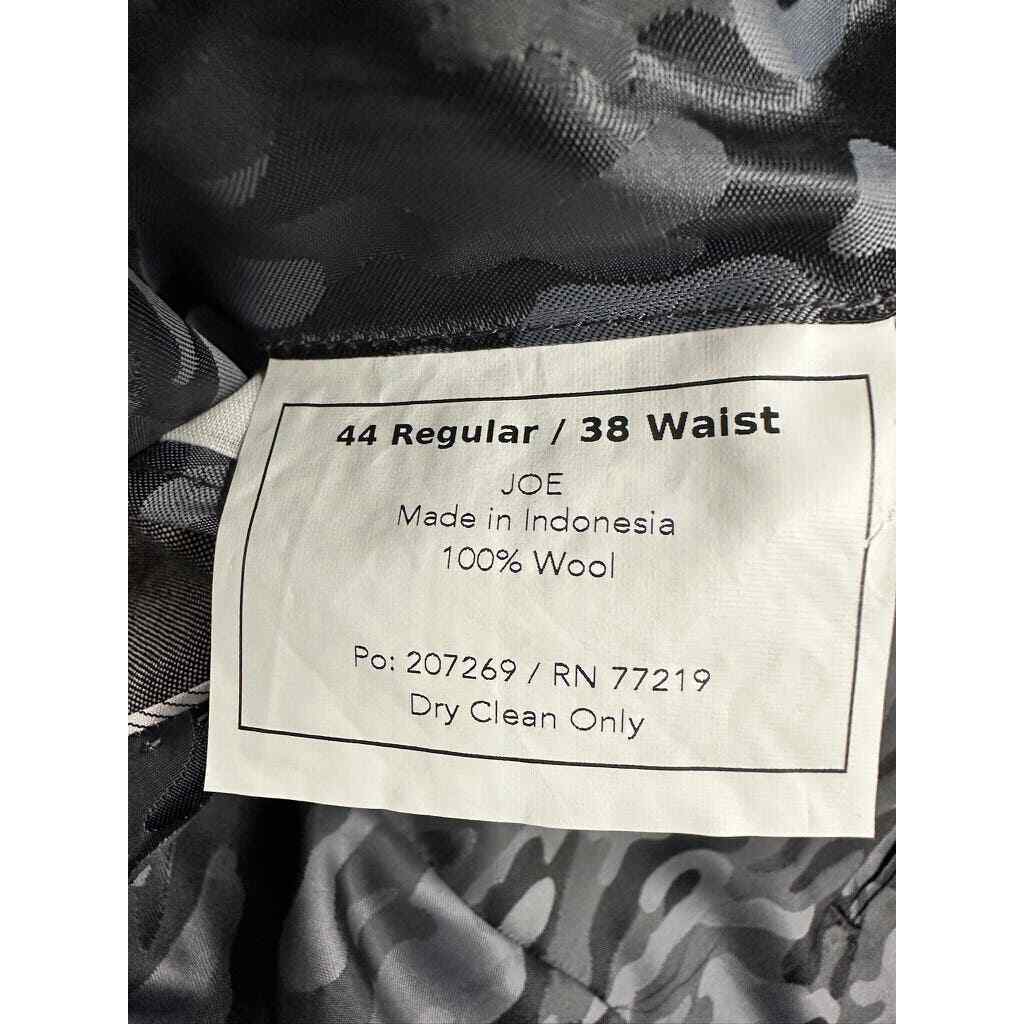 44 Regular / 38 Waist
JOE
Made in Indonesia
100% Wool
Po: 207269 / RN 77219
Dry Clean Only